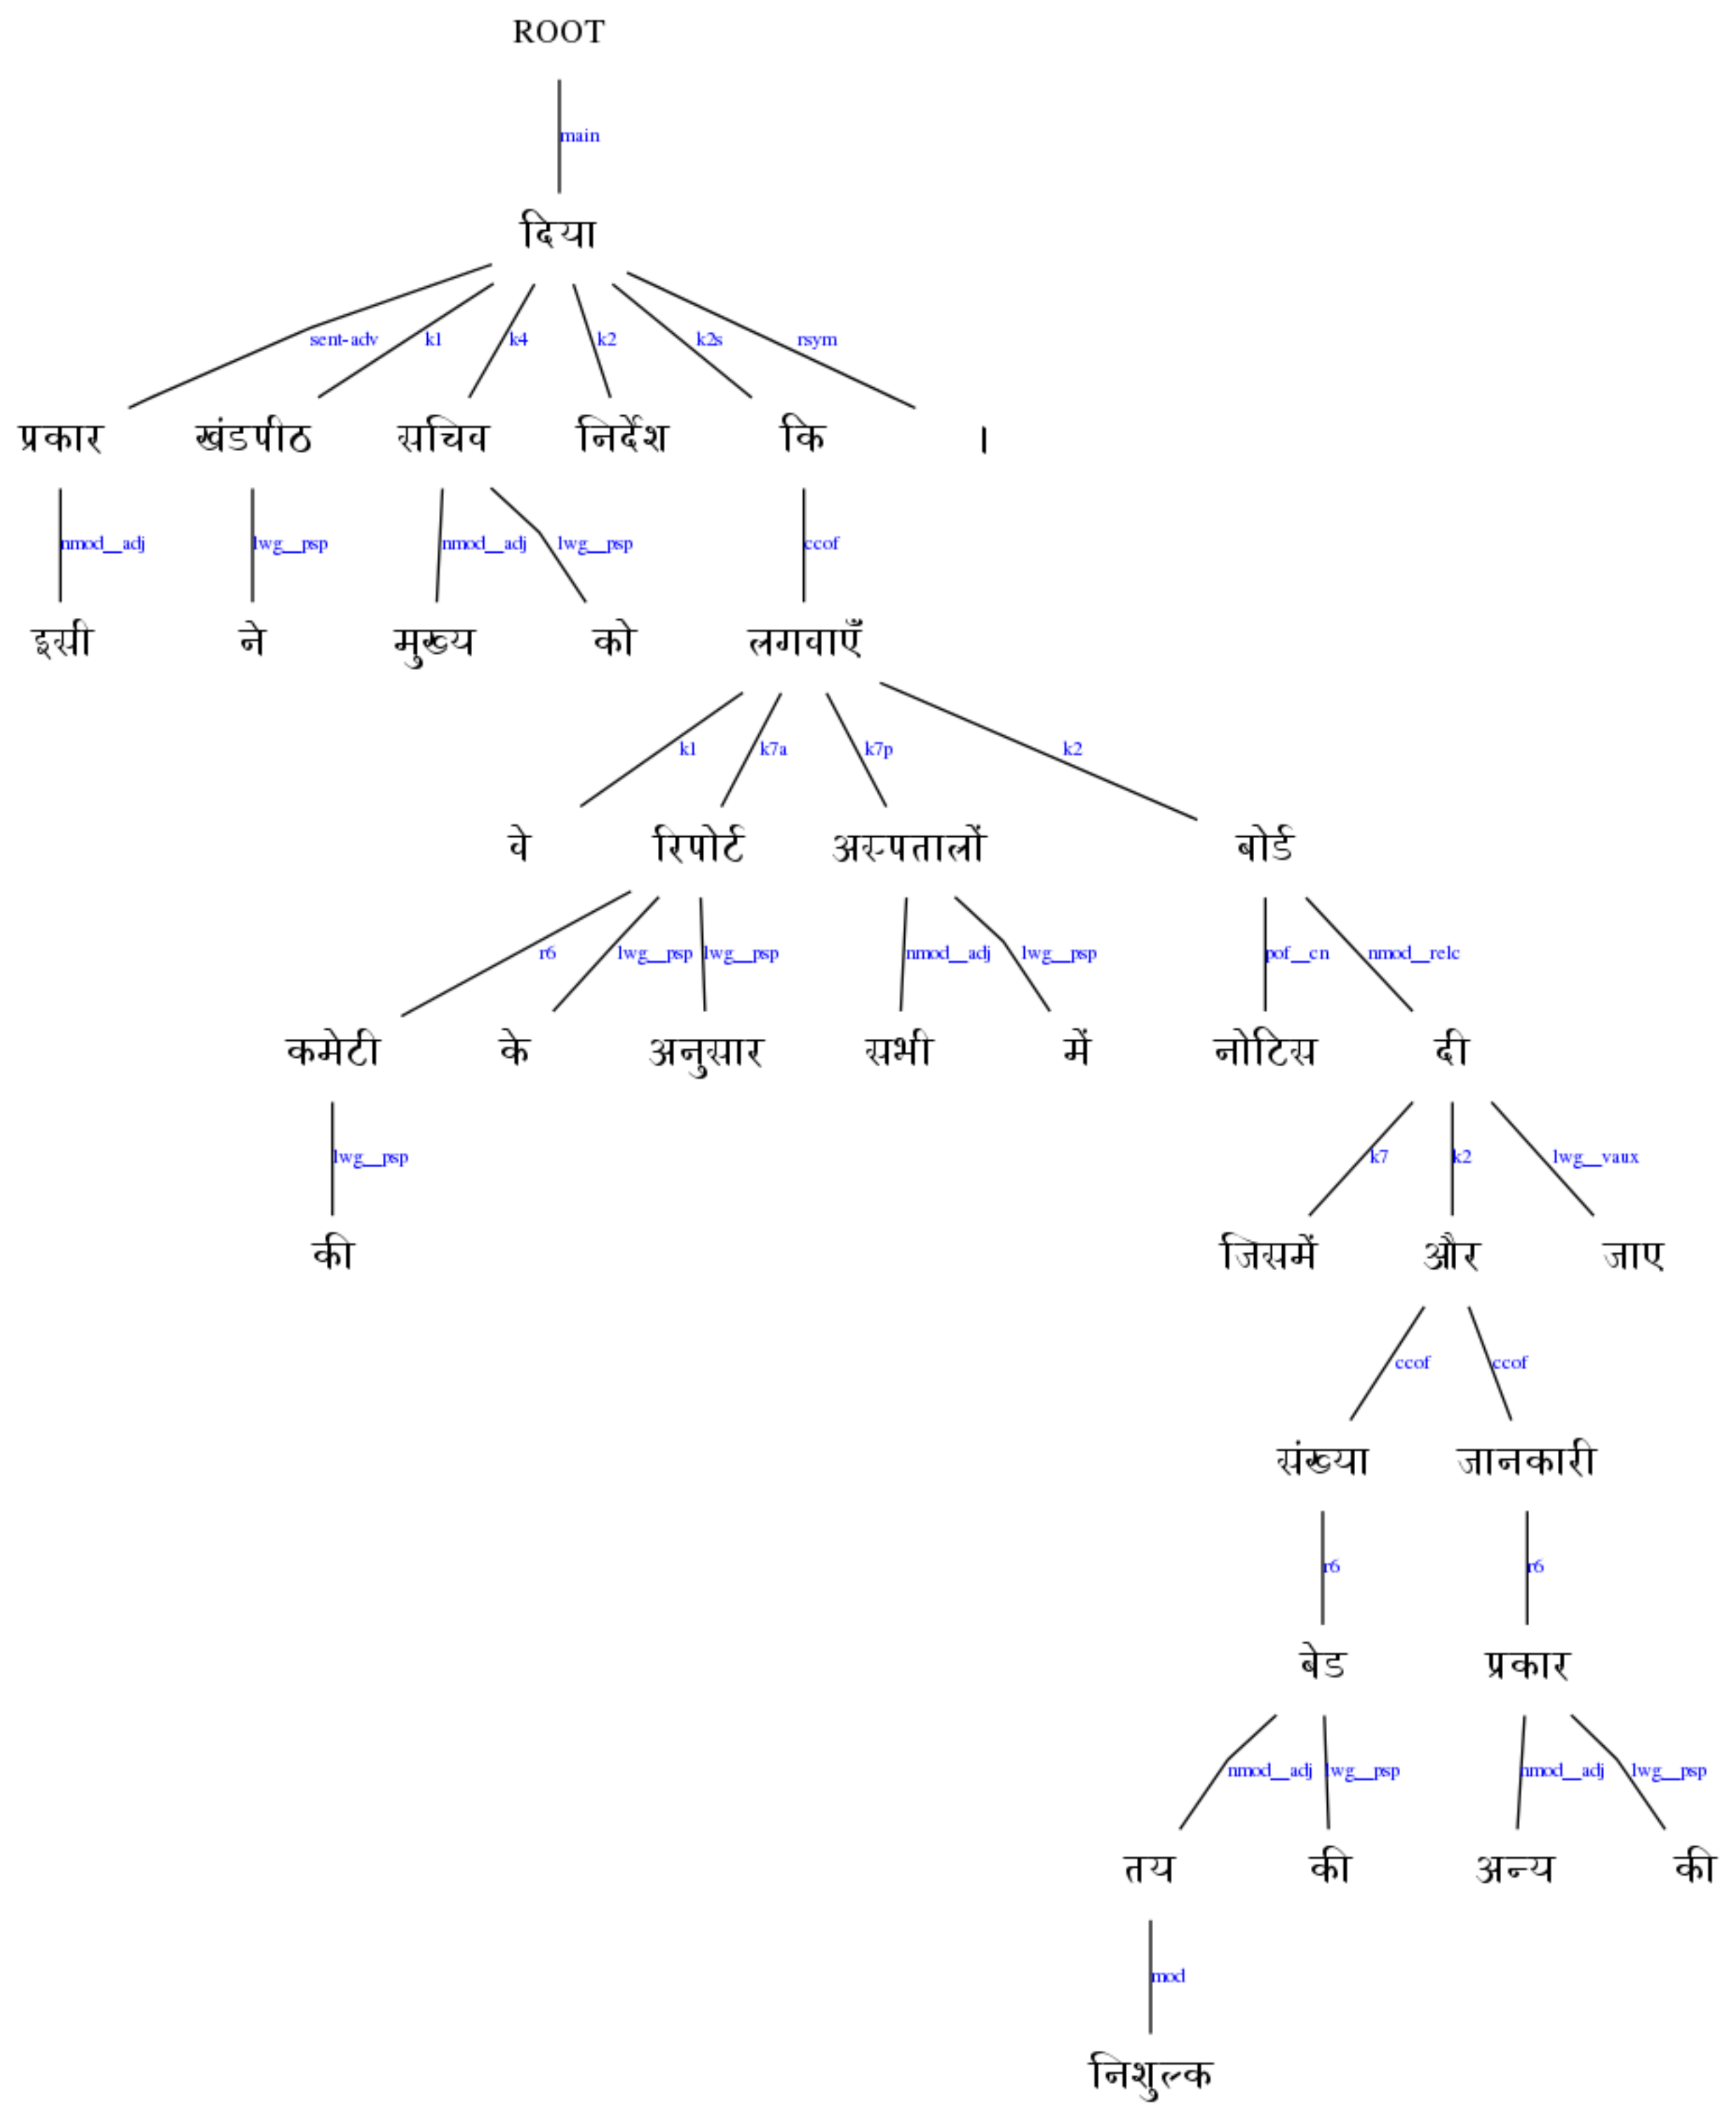 ROOT
main
दिया
sent-adv k1 k4 k2 k2s rsym
प्रकार खंडपीठ सचिव निर्देश कि ।
nmod__adj lwg__psp nmod__adj lwg__psp ccof
इसी ने मुख्य को लगवाएँ
k1 k7a k7p k2
वे रिपोर्ट अस्पतालों बोर्ड
r6 lwg__psp lwg__psp nmod__adj lwg__psp pof__cn nmod__relc
कमेटी के अनुसार सभी में नोटिस दी
lwg__psp k7 k2 lwg__vaux
की जिसमें और जाए
ccof ccof
संख्या जानकारी
r6 r6
बेड प्रकार
nmod__adj lwg__psp nmod__adj lwg__psp
तय की अन्य की
mod
निशुल्क